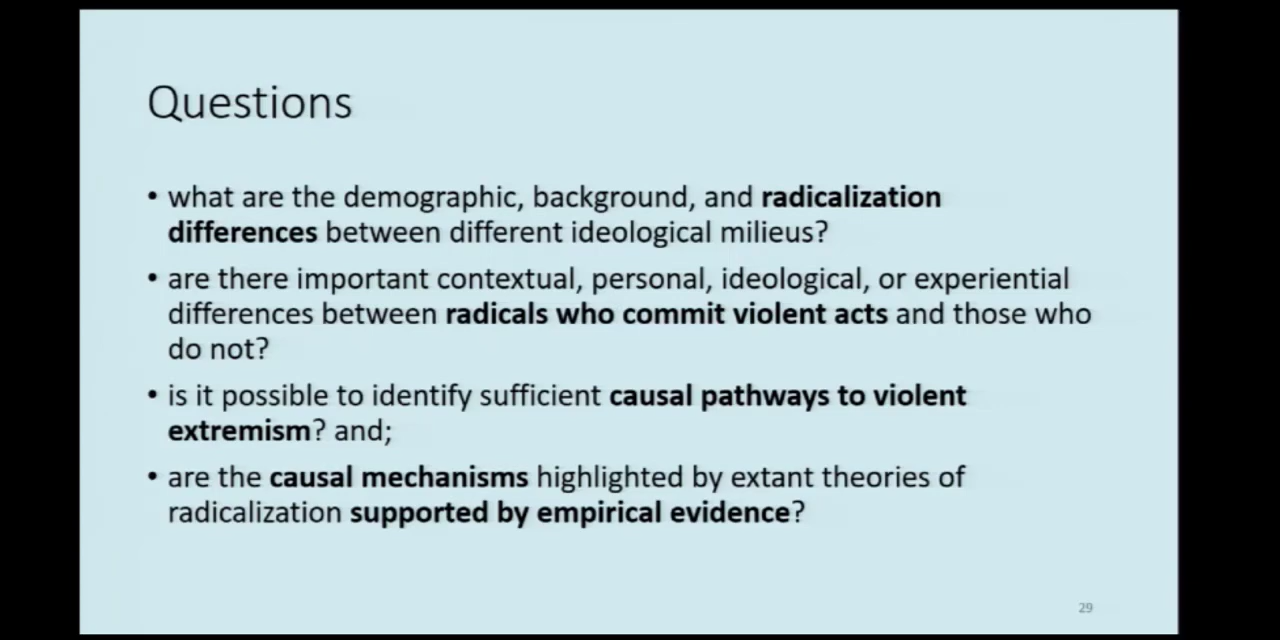 Questions
• what are the demographic, background, and radicalization
differences between different ideological milieus?
• are there important contextual, personal, ideological, or experiential
differences between radicals who commit violent acts and those who
do not?
• is it possible to identify sufficient causal pathways to violent
extremism? and;
• are the causal mechanisms highlighted by extant theories of
radicalization supported by empirical evidence?
29